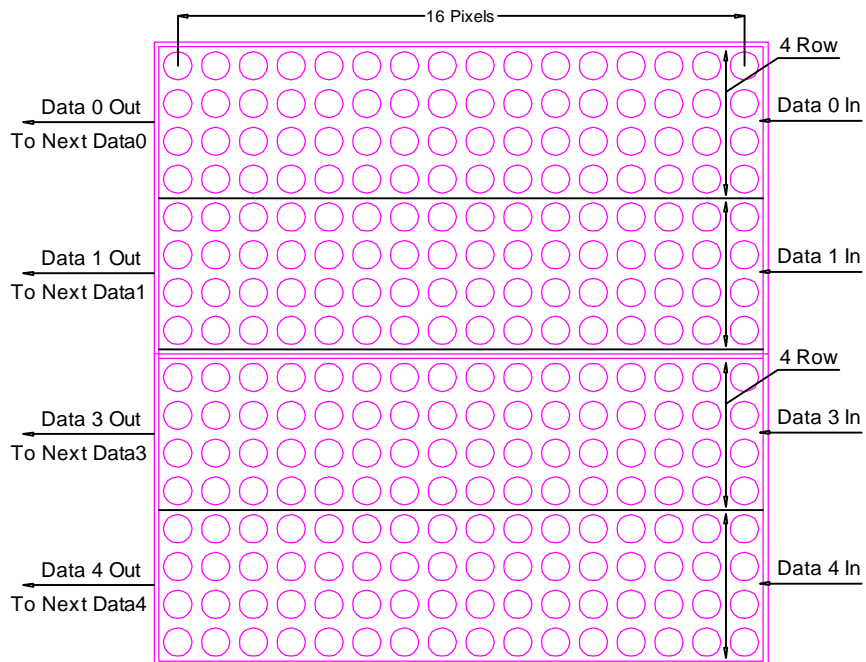 16 Pixels
4 Row
Data 0 Out
Data 0 In
To Next Data0
Data 1 Out
Data 1 In
To Next Data1
4 Row
Data 3 Out
Data 3 In
To Next Data3
Data 4 Out
Data 4 In
To Next Data4